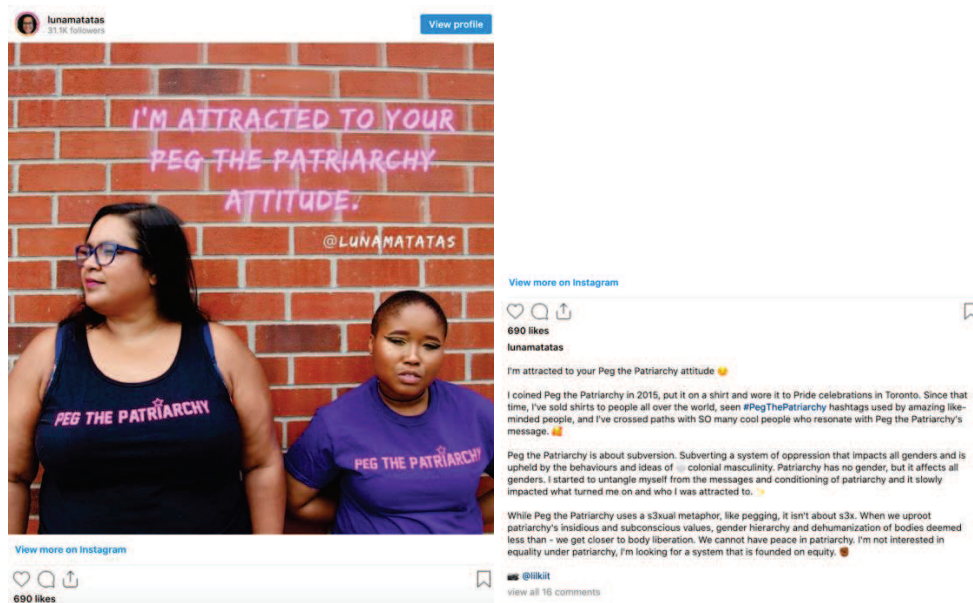 lunamatatas
31.1K followers
View profile
I'M ATTRACTED TO YOUR
PEG THE PATRIARCHY
ATTITUDE.
@LUNAMATATAS
PEG THE PATRIARCHY
PEG THE PATRIARCHY
View more on Instagram
690 likes
View more on Instagram
690 likes
lunamatatas
I'm attracted to your Peg the Patriarchy attitude 😉
I coined Peg the Patriarchy in 2015, put it on a shirt and wore it to Pride celebrations in Toronto. Since that
time, I've sold shirts to people all over the world, seen #PegThePatriarchy hashtags used by amazing like-
minded people, and I've crossed paths with SO many cool people who resonate with Peg the Patriarchy's
message. 🥰
Peg the Patriarchy is about subversion. Subverting a system of oppression that impacts all genders and is
upheld by the behaviours and ideas of colonial masculinity. Patriarchy has no gender, but it affects all
genders. I started to untangle myself from the messages and conditioning of patriarchy and it slowly
impacted what turned me on and who I was attracted to. ✨
While Peg the Patriarchy uses a s3xual metaphor, like pegging, it isn't about s3x. When we uproot
patriarchy's insidious and subconscious values, gender hierarchy and dehumanization of bodies deemed
less than - we get closer to body liberation. We cannot have peace in patriarchy. I'm not interested in
equality under patriarchy, I'm looking for a system that is founded on equity. ✊🏾
📷 @lilkiit
view all 16 comments